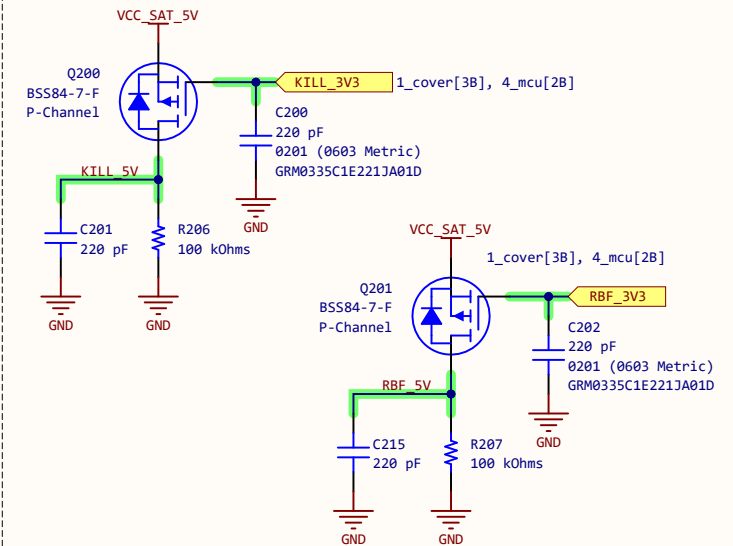 VCC_SAT_5V
Q200
BSS84-7-F
P-Channel
KILL_3V3
1_cover[3B], 4_mcu[2B]
C200
220 pF
0201 (0603 Metric)
GRM0335C1E221JA01D
GND
KILL_5V
C201
220 pF
R206
100 kOhms
GND
GND
VCC_SAT_5V
1_cover[3B], 4_mcu[2B]
Q201
BSS84-7-F
P-Channel
RBF_3V3
C202
220 pF
0201 (0603 Metric)
GRM0335C1E221JA01D
GND
RBF_5V
C215
220 pF
R207
100 kOhms
GND
GND